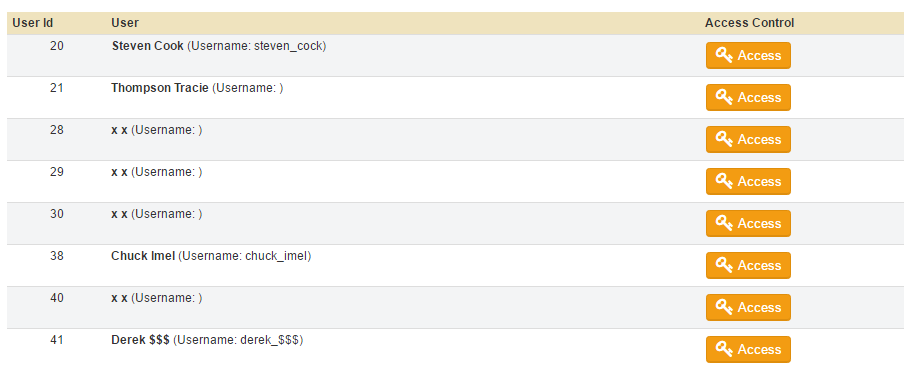 User Id User Access Control
20 Steven Cook (Username: steven_cock) Access
21 Thompson Tracie (Username: ) Access
28 x x (Username: ) Access
29 x x (Username: ) Access
30 x x (Username: ) Access
38 Chuck Imel (Username: chuck_imel) Access
40 x x (Username: ) Access
41 Derek $$$ (Username: derek_$$$) Access